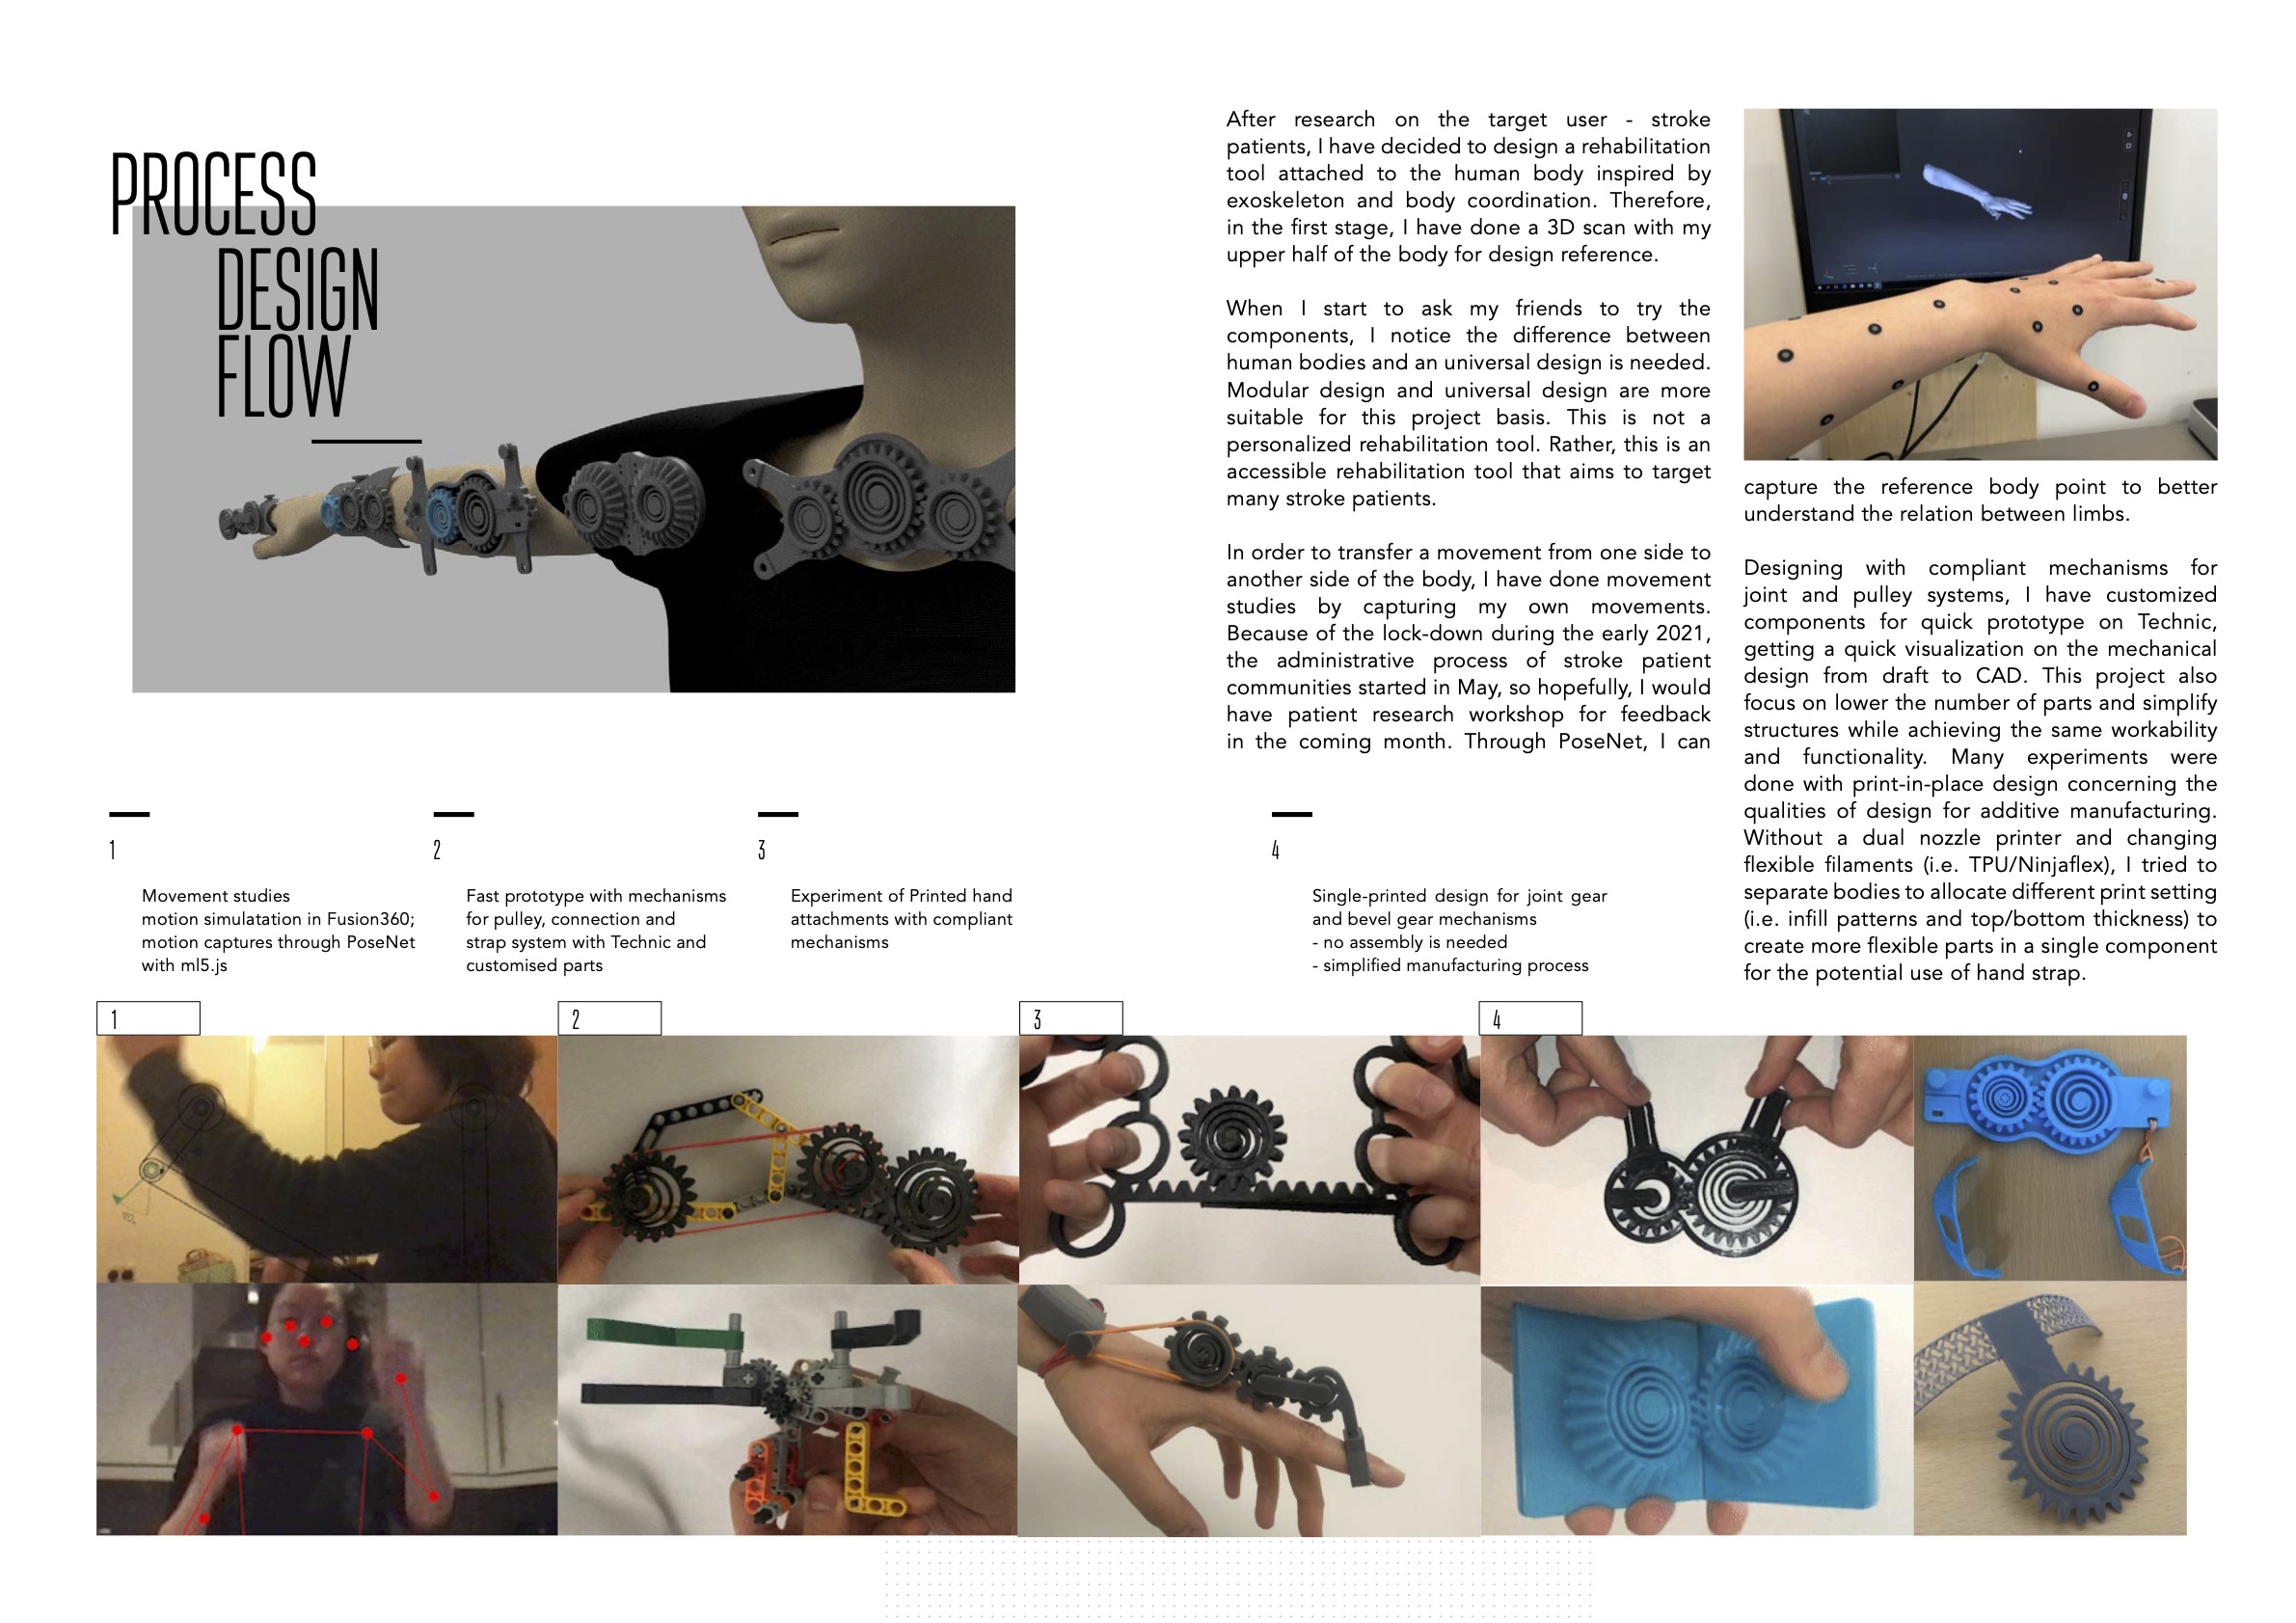 PROCESS
DESIGN
FLOW
After research on the target user - stroke
patients, I have decided to design a rehabilitation
tool attached to the human body inspired by
exoskeleton and body coordination. Therefore,
in the first stage, I have done a 3D scan with my
upper half of the body for design reference.
When I start to ask my friends to try the
components, I notice the difference between
human bodies and an universal design is needed.
Modular design and universal design are more
suitable for this project basis. This is not a
personalized rehabilitation tool. Rather, this is an
accessible rehabilitation tool that aims to target
many stroke patients.
In order to transfer a movement from one side to
another side of the body, I have done movement
studies by capturing my own movements.
Because of the lock-down during the early 2021,
the administrative process of stroke patient
communities started in May, so hopefully, I would
have patient research workshop for feedback
in the coming month. Through PoseNet, I can
capture the reference body point to better
understand the relation between limbs.
Designing with compliant mechanisms for
joint and pulley systems, I have customized
components for quick prototype on Technic,
getting a quick visualization on the mechanical
design from draft to CAD. This project also
focus on lower the number of parts and simplify
structures while achieving the same workability
and functionality. Many experiments were
done with print-in-place design concerning the
qualities of design for additive manufacturing.
Without a dual nozzle printer and changing
flexible filaments (i.e. TPU/Ninjaflex), I tried to
separate bodies to allocate different print setting
(i.e. infill patterns and top/bottom thickness) to
create more flexible parts in a single component
for the potential use of hand strap.
1
Movement studies
motion simulatation in Fusion360;
motion captures through PoseNet
with ml5.js
2
Fast prototype with mechanisms
for pulley, connection and
strap system with Technic and
customised parts
3
Experiment of Printed hand
attachments with compliant
mechanisms
4
Single-printed design for joint gear
and bevel gear mechanisms
- no assembly is needed
- simplified manufacturing process
1
2
3
4